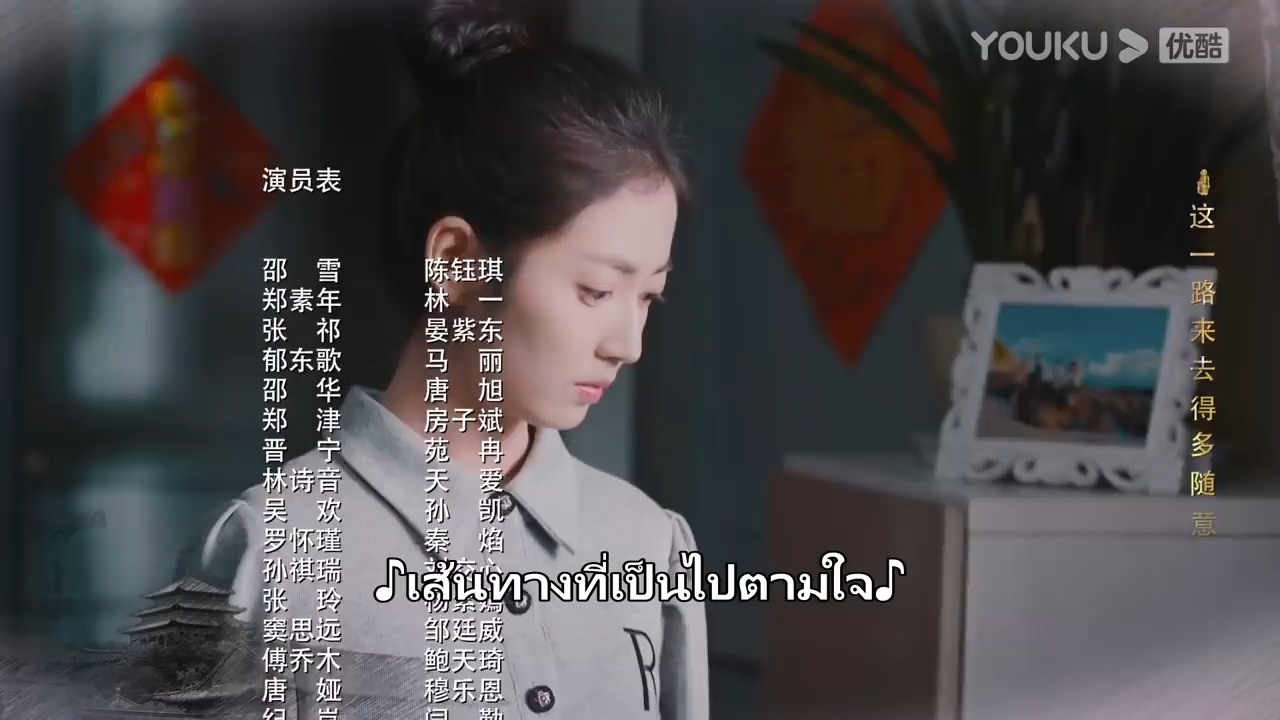 YOUKU 优酷
演员表
邵 雪 陈钰琪
郑素年 林 一
张 祁 晏紫东
郁东歌 马 丽
邵 华 唐 旭
郑 津 房子斌
晋 宁 苑 冉
林诗音 天 爱
吴 欢 孙 凯
罗怀瑾 秦 焰
孙祺瑞
张 玲
窦思远 邹廷威
傅乔木 鲍天琦
唐 娅 穆乐恩
这一路来去得多随意
♪เส้นทางที่เป็นไปตามใจ♪